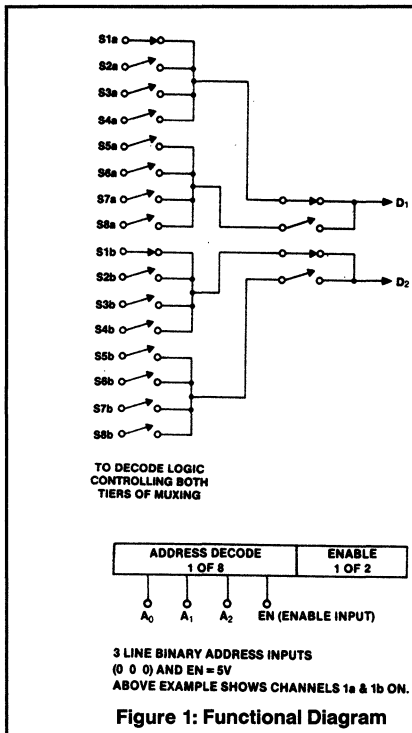 S1a
S2a
S3a
S4a
S5a
S6a
S7a
S8a
S1b
S2b
S3b
S4b
S5b
S6b
S7b
S8b
D₁
D₂
TO DECODE LOGIC
CONTROLLING BOTH
TIERS OF MUXING
ADDRESS DECODE
1 OF 8
ENABLE
1 OF 2
A₀ A₁ A₂ EN (ENABLE INPUT)
3 LINE BINARY ADDRESS INPUTS
(0 0 0) AND EN = 5V
ABOVE EXAMPLE SHOWS CHANNELS 1a & 1b ON.
Figure 1: Functional Diagram